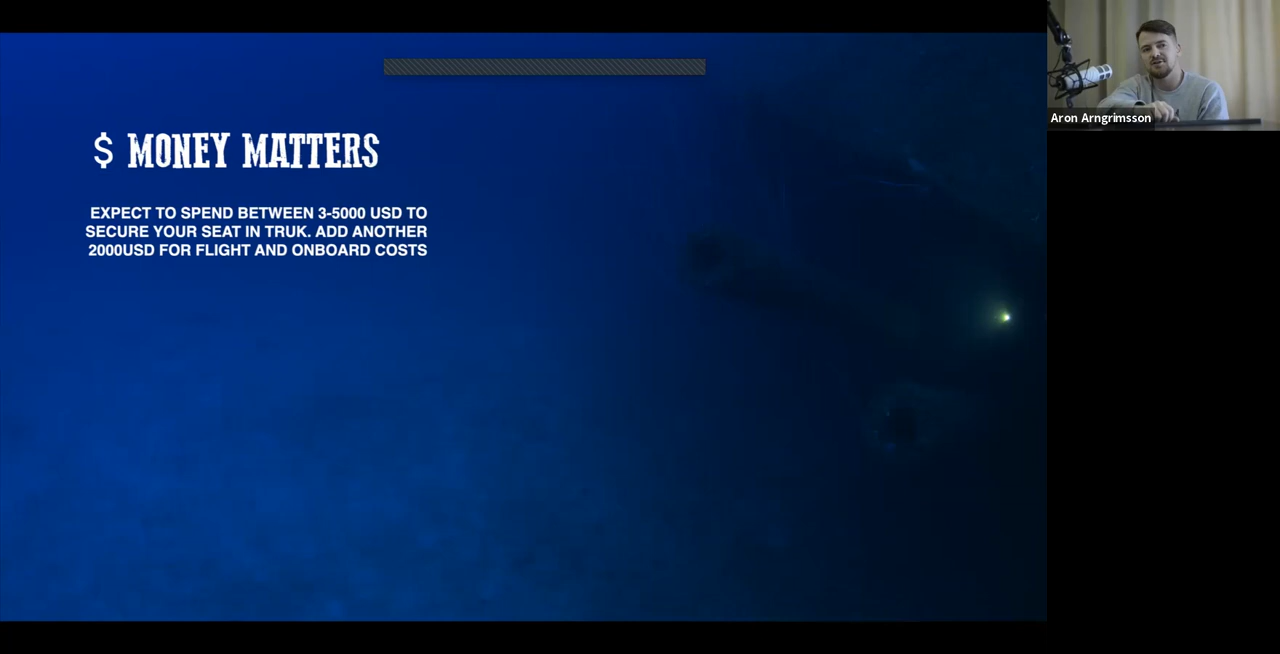 $ MONEY MATTERS
EXPECT TO SPEND BETWEEN 3-5000 USD TO
SECURE YOUR SEAT IN TRUK. ADD ANOTHER
2000USD FOR FLIGHT AND ONBOARD COSTS
Aron Arngrimsson